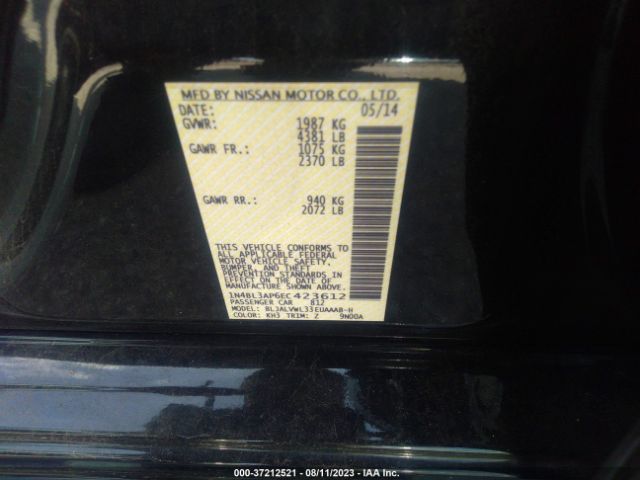 MFD BY NISSAN MOTOR CO., LTD.
DATE: 05/14
GVWR: 1987 KG
4381 LB
GAWR FR.: 1075 KG
2370 LB
GAWR RR.: 940 KG
2072 LB
THIS VEHICLE CONFORMS TO
ALL APPLICABLE FEDERAL
MOTOR VEHICLE SAFETY,
BUMPER, AND THEFT
PREVENTION STANDARDS
IN EFFECT ON THE DATE OF
MANUFACTURE SHOWN ABOVE.
1N4BL3AP6EC423612
PASSENGER CAR 812
MODEL: BLJALVWL33EUAAAB-H
COLOR: KH3 TRIM: Z 9N00A
000-37212521 - 08/11/2023 - IAA Inc.